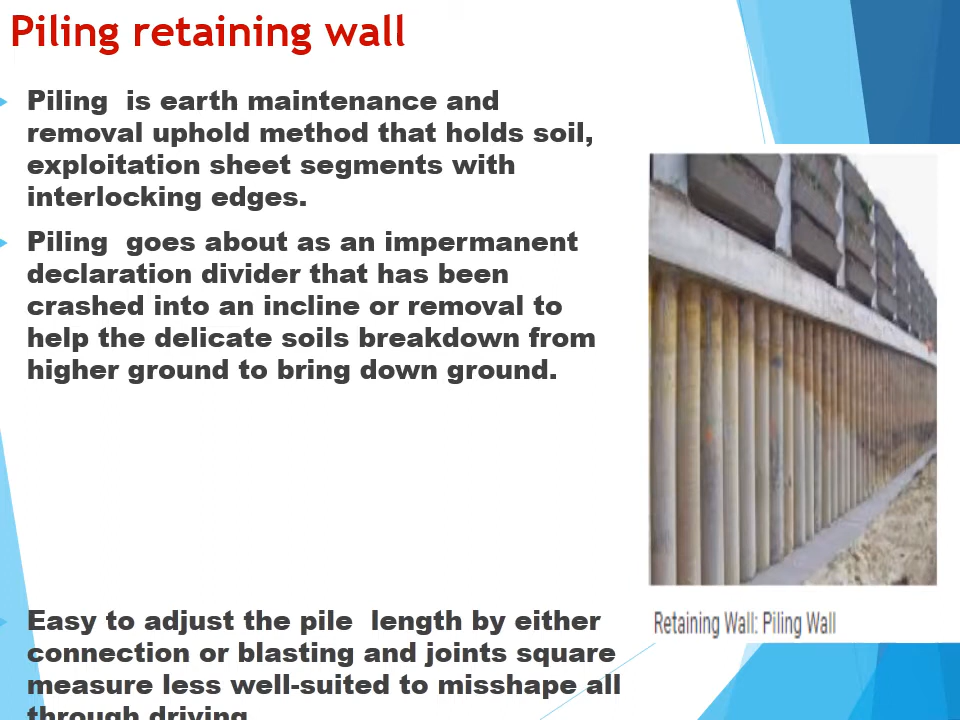 Piling retaining wall
Piling is earth maintenance and
removal uphold method that holds soil,
exploitation sheet segments with
interlocking edges.
Piling goes about as an impermanent
declaration divider that has been
crashed into an incline or removal to
help the delicate soils breakdown from
higher ground to bring down ground.
Easy to adjust the pile length by either
connection or blasting and joints square
measure less well-suited to misshape all
through driving
Retaining Wall: Piling Wall